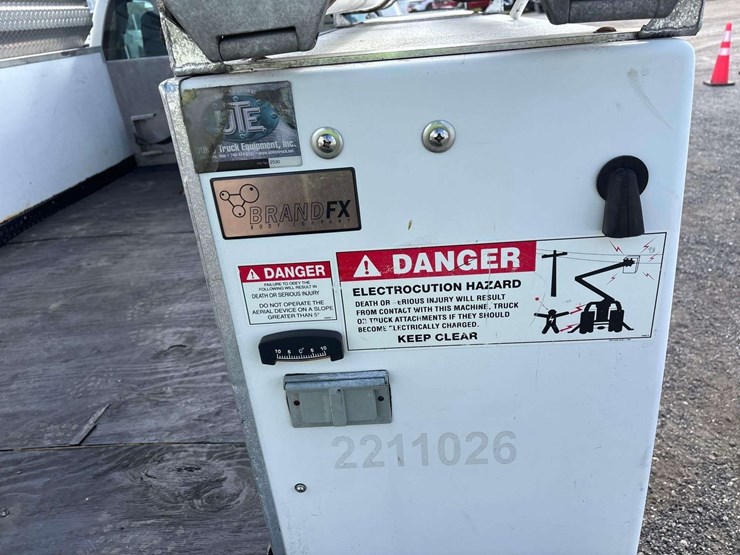 UTE
Truck Equipment, Inc.
BRANDFX
BODY COMPANY
DANGER
FAILURE TO OBEY THE
FOLLOWING WILL RESULT IN
DEATH OR SERIOUS INJURY
DO NOT OPERATE THE
AERIAL DEVICE ON A SLOPE
GREATER THAN 5°
DANGER
ELECTROCUTION HAZARD
DEATH OR ERIOUS INJURY WILL RESULT
FROM CONTACT WITH THIS MACHINE, TRUCK
OR TRUCK ATTACHMENTS IF THEY SHOULD
BECOME ELECTRICALLY CHARGED.
KEEP CLEAR
10 5 0 5 10
2211026